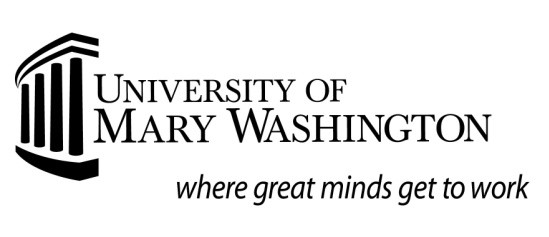 UNIVERSITY OF
MARY WASHINGTON
where great minds get to work